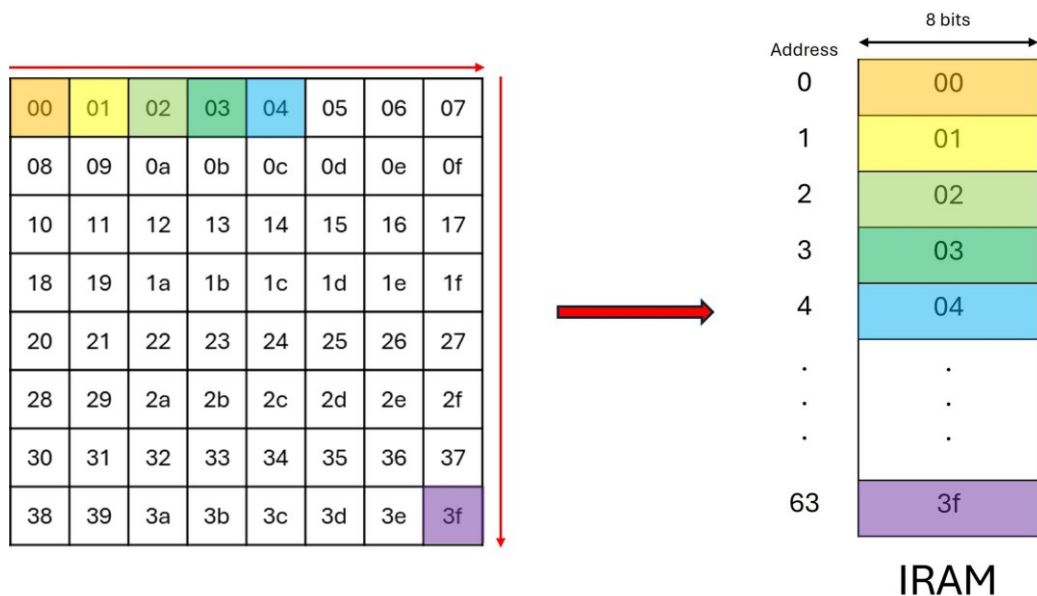 00 01 02 03 04 05 06 07
08 09 0a 0b 0c 0d 0e 0f
10 11 12 13 14 15 16 17
18 19 1a 1b 1c 1d 1e 1f
20 21 22 23 24 25 26 27
28 29 2a 2b 2c 2d 2e 2f
30 31 32 33 34 35 36 37
38 39 3a 3b 3c 3d 3e 3f
8 bits
Address
0 00
1 01
2 02
3 03
4 04
. .
. .
. .
63 3f
IRAM